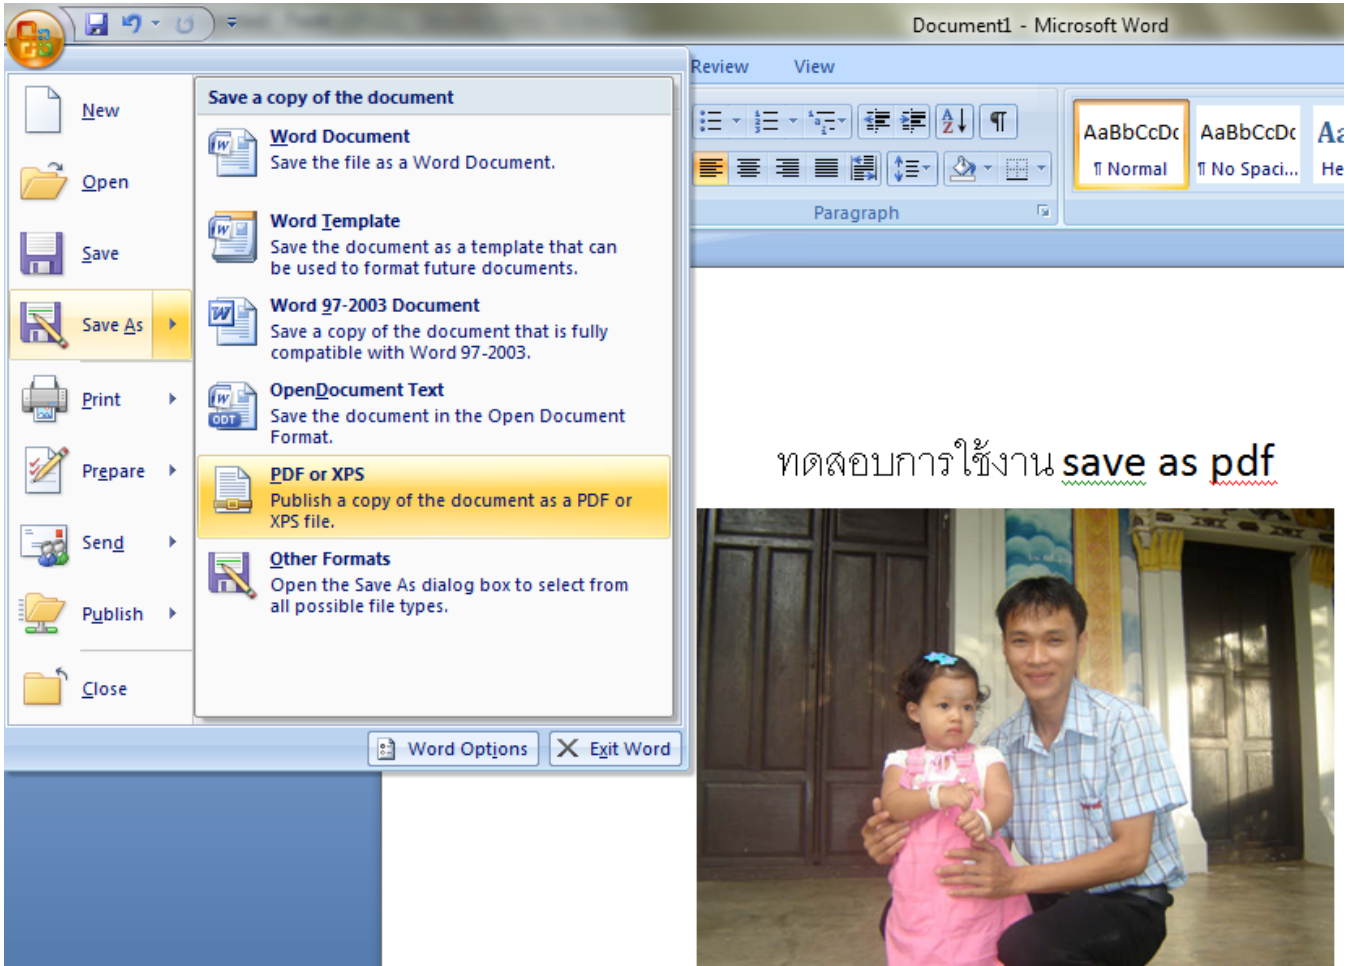 Document1 - Microsoft Word
Review View
New
Open
Save
Save As
Print
Prepare
Send
Publish
Close
Save a copy of the document
Word Document
Save the file as a Word Document.
Word Template
Save the document as a template that can
be used to format future documents.
Word 97-2003 Document
Save a copy of the document that is fully
compatible with Word 97-2003.
OpenDocument Text
Save the document in the Open Document
Format.
ODT
PDF or XPS
Publish a copy of the document as a PDF or
XPS file.
Other Formats
Open the Save As dialog box to select from
all possible file types.
Word Options
Exit Word
AaBbCcDc AaBbCcDc Aa
¶ Normal ¶ No Spaci... He
Paragraph
ทดสอบการใช้งาน save as pdf